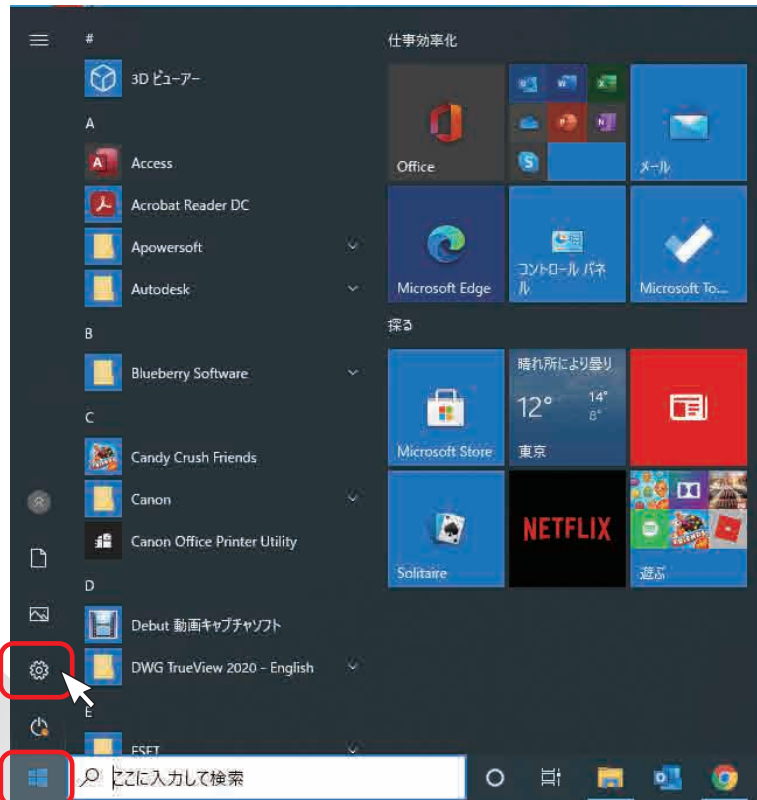 #
3D ビューアー
A
Access
Acrobat Reader DC
Apowersoft
Autodesk
B
Blueberry Software
C
Candy Crush Friends
Canon
Canon Office Printer Utility
D
Debut 動画キャプチャソフト
DWG TrueView 2020 - English
E
ESET
仕事効率化
Office
メール
Microsoft Edge
コントロール パネ
ル
Microsoft To...
探る
Microsoft Store
晴れ所により曇り
12° 14°
8°
東京
Solitaire
NETFLIX
遊ぶ
ここに入力して検索